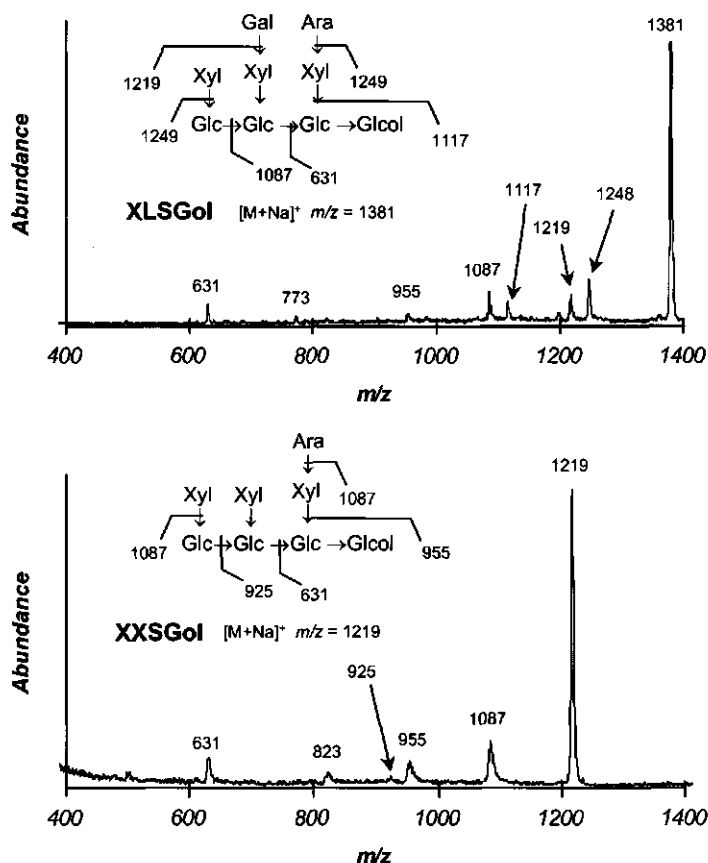 Gal Ara
1381
1219 1249
Xyl Xyl Xyl
1249
Glc → Glc → Glc → Glcol
1117
1087 631
XLSGol [M+Na]+ m/z = 1381
Abundance
631
773
955
1087
1117
1219
1248
400 600 800 1000 1200 1400
m/z
Ara
1219
Xyl Xyl Xyl
1087
1087
Glc → Glc → Glc → Glcol
955
925 631
XXSGol [M+Na]+ m/z = 1219
Abundance
631
823
925
955
1087
400 600 800 1000 1200 1400
m/z